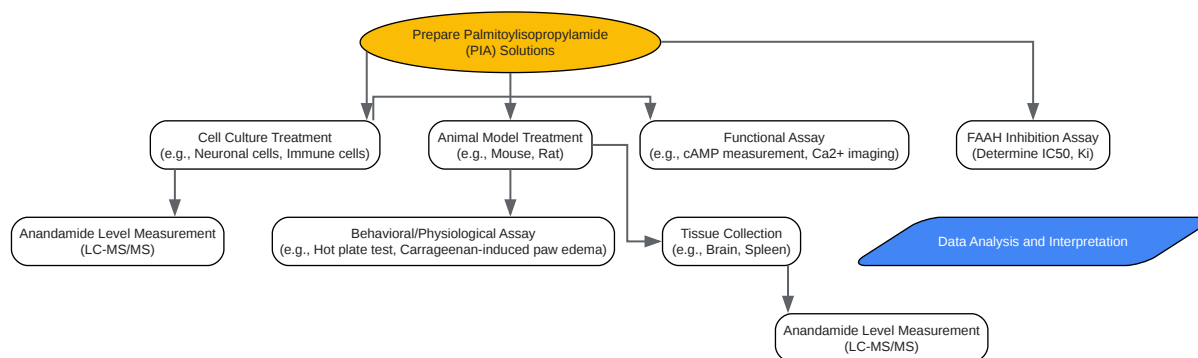 Prepare Palmitoylisopropylamide
(PIA) Solutions
Cell Culture Treatment
(e.g., Neuronal cells, Immune cells)
Animal Model Treatment
(e.g., Mouse, Rat)
Functional Assay
(e.g., cAMP measurement, Ca2+ imaging)
FAAH Inhibition Assay
(Determine IC50, Ki)
Anandamide Level Measurement
(LC-MS/MS)
Behavioral/Physiological Assay
(e.g., Hot plate test, Carrageenan-induced paw edema)
Tissue Collection
(e.g., Brain, Spleen)
Data Analysis and Interpretation
Anandamide Level Measurement
(LC-MS/MS)